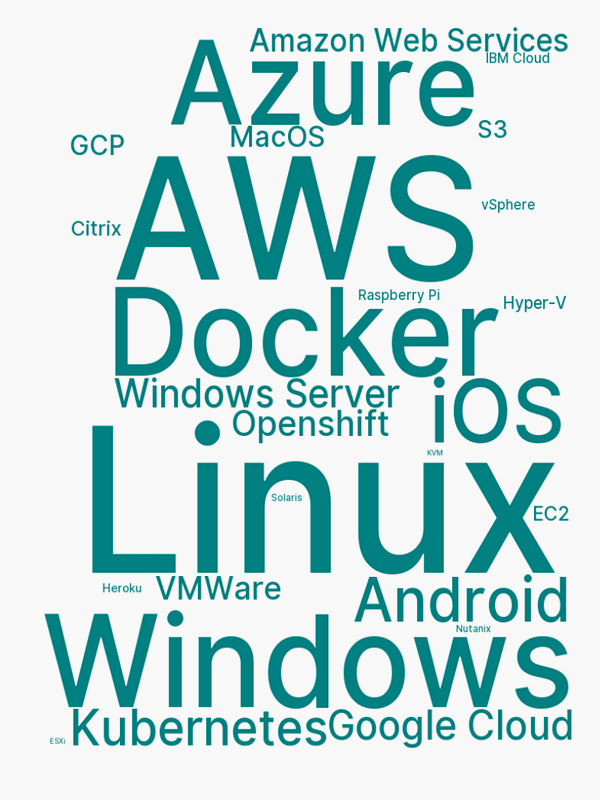 Amazon Web Services
IBM Cloud
Azure
S3
MacOS
GCP
AWS
vSphere
Citrix
Raspberry Pi
Hyper-V
Docker
Windows Server
iOS
Openshift
KVM
Linux
Solaris
EC2
Heroku
VMWare
Android
Nutanix
Windows
ESXi
Kubernetes
Google Cloud